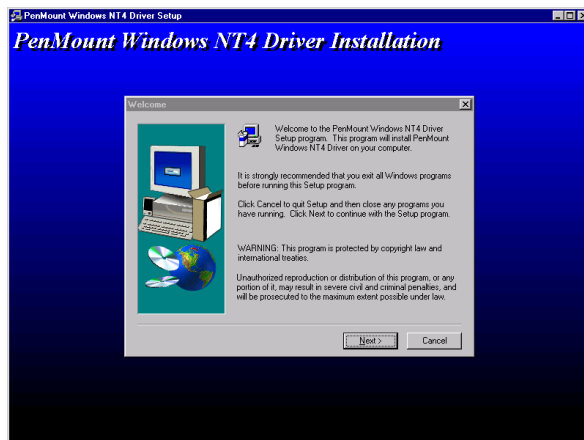 PenMount Windows NT4 Driver Setup
PenMount Windows NT4 Driver Installation
Welcome
Welcome to the PenMount Windows NT4 Driver
Setup program. This program will install PenMount
Windows NT4 Driver on your computer.
It is strongly recommended that you exit all Windows programs
before running this Setup program.
Click Cancel to quit Setup and then close any programs you
have running. Click Next to continue with the Setup program.
WARNING: This program is protected by copyright law and
international treaties.
Unauthorized reproduction or distribution of this program, or any
portion of it, may result in severe civil and criminal penalties, and
will be prosecuted to the maximum extent possible under law.
Next >
Cancel